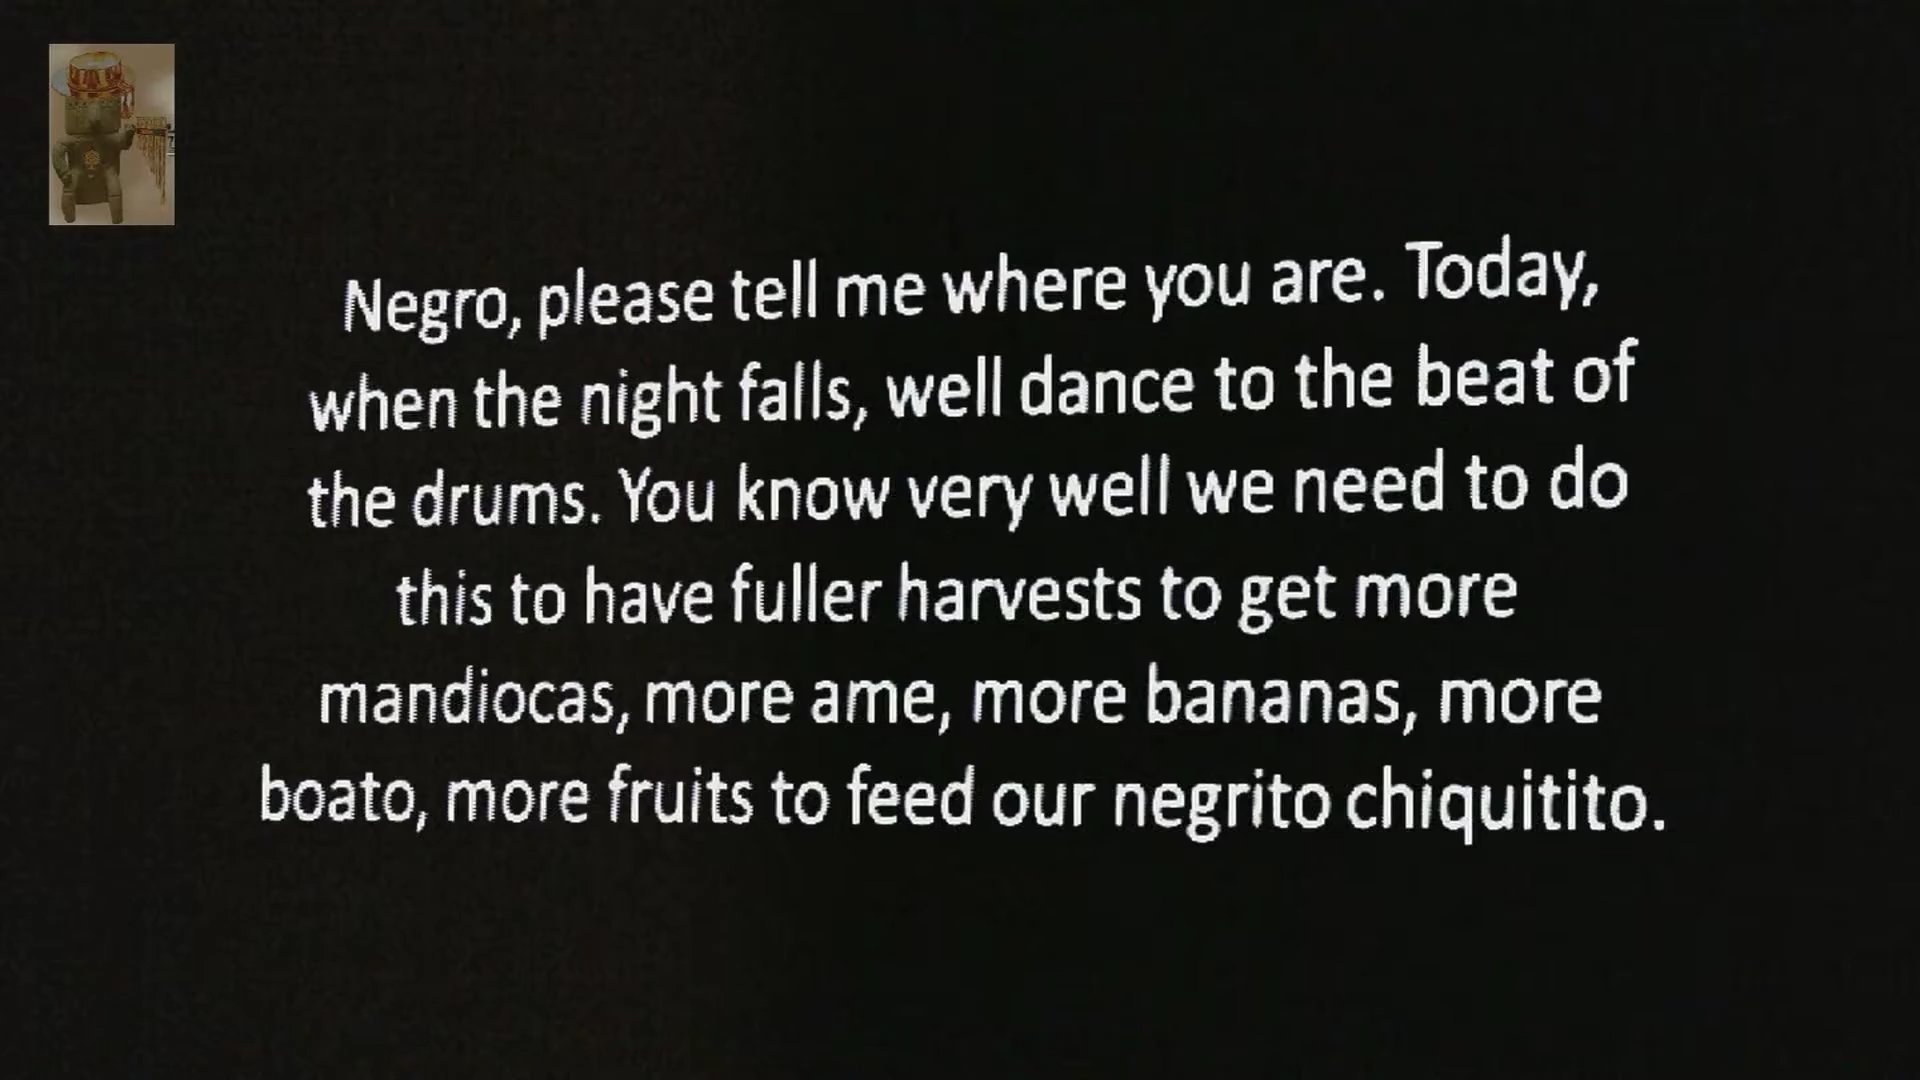 Negro, please tell me where you are. Today,
when the night falls, well dance to the beat of
the drums. You know very well we need to do
this to have fuller harvests to get more
mandiocas, more ame, more bananas, more
boato, more fruits to feed our negrito chiquitito.